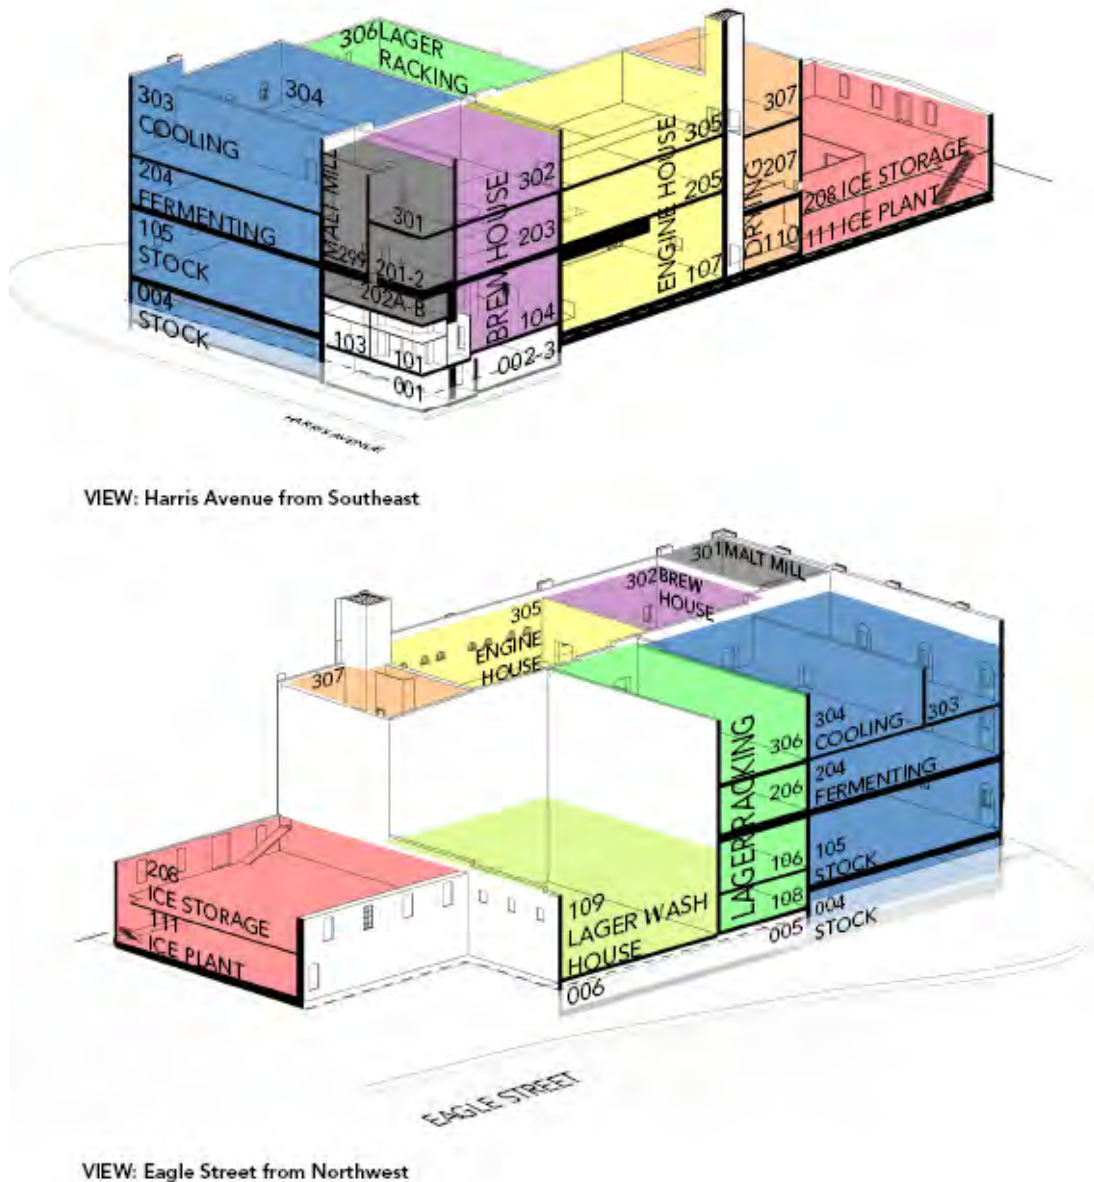 306 LAGER
RACKING
303
COOLING
304
204
FERMENTING
105
STOCK
004
STOCK
MALT MILL
301
299
201-2
202A-B
103
101
001
BREW HOUSE
302
203
104
002-3
ENGINE HOUSE
305
205
107
DRYING
307
207
110
208 ICE STORAGE
111 ICE PLANT
HARRIS AVENUE
VIEW: Harris Avenue from Southeast
301 MALT MILL
302 BREW
HOUSE
305
ENGINE
HOUSE
307
LAGER RACKING
306
206
106
108
304
COOLING
303
204
FERMENTING
105
STOCK
004
STOCK
005
109
LAGER WASH
HOUSE
006
208
ICE STORAGE
111
ICE PLANT
EAGLE STREET
VIEW: Eagle Street from Northwest